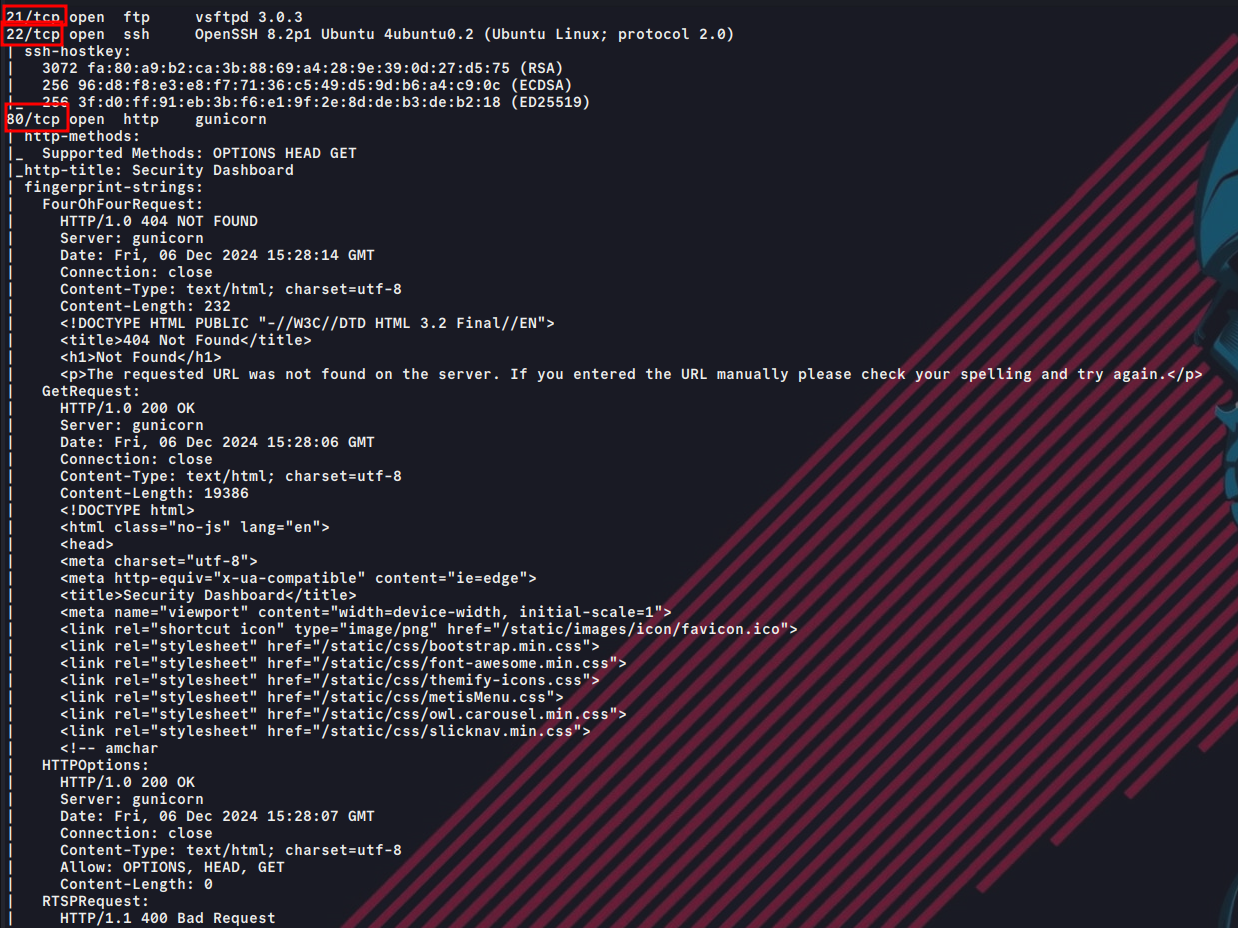 21/tcp open  ftp     vsftpd 3.0.3
22/tcp open  ssh     OpenSSH 8.2p1 Ubuntu 4ubuntu0.2 (Ubuntu Linux; protocol 2.0)
| ssh-hostkey:
|   3072 fa:80:a9:b2:ca:3b:88:69:a4:28:9e:39:0d:27:d5:75 (RSA)
|   256 96:d8:f8:e3:e8:f7:71:36:c5:49:d5:9d:b6:a4:c9:0c (ECDSA)
|_  256 3f:d0:ff:91:eb:3b:f6:e1:9f:2e:8d:de:b3:de:b2:18 (ED25519)
80/tcp open  http    gunicorn
| http-methods:
|_  Supported Methods: OPTIONS HEAD GET
|_http-title: Security Dashboard
| fingerprint-strings:
|   FourOhFourRequest:
|     HTTP/1.0 404 NOT FOUND
|     Server: gunicorn
|     Date: Fri, 06 Dec 2024 15:28:14 GMT
|     Connection: close
|     Content-Type: text/html; charset=utf-8
|     Content-Length: 232
|     <!DOCTYPE HTML PUBLIC "-//W3C//DTD HTML 3.2 Final//EN">
|     <title>404 Not Found</title>
|     <h1>Not Found</h1>
|     <p>The requested URL was not found on the server. If you entered the URL manually please check your spelling and try again.</p>
|   GetRequest:
|     HTTP/1.0 200 OK
|     Server: gunicorn
|     Date: Fri, 06 Dec 2024 15:28:06 GMT
|     Connection: close
|     Content-Type: text/html; charset=utf-8
|     Content-Length: 19386
|     <!DOCTYPE html>
|     <html class="no-js" lang="en">
|     <head>
|     <meta charset="utf-8">
|     <meta http-equiv="x-ua-compatible" content="ie=edge">
|     <title>Security Dashboard</title>
|     <meta name="viewport" content="width=device-width, initial-scale=1">
|     <link rel="shortcut icon" type="image/png" href="/static/images/icon/favicon.ico">
|     <link rel="stylesheet" href="/static/css/bootstrap.min.css">
|     <link rel="stylesheet" href="/static/css/font-awesome.min.css">
|     <link rel="stylesheet" href="/static/css/themify-icons.css">
|     <link rel="stylesheet" href="/static/css/metisMenu.css">
|     <link rel="stylesheet" href="/static/css/owl.carousel.min.css">
|     <link rel="stylesheet" href="/static/css/slicknav.min.css">
|     <!-- amchar
|   HTTPOptions:
|     HTTP/1.0 200 OK
|     Server: gunicorn
|     Date: Fri, 06 Dec 2024 15:28:07 GMT
|     Connection: close
|     Content-Type: text/html; charset=utf-8
|     Allow: OPTIONS, HEAD, GET
|     Content-Length: 0
|   RTSPRequest:
|     HTTP/1.1 400 Bad Request